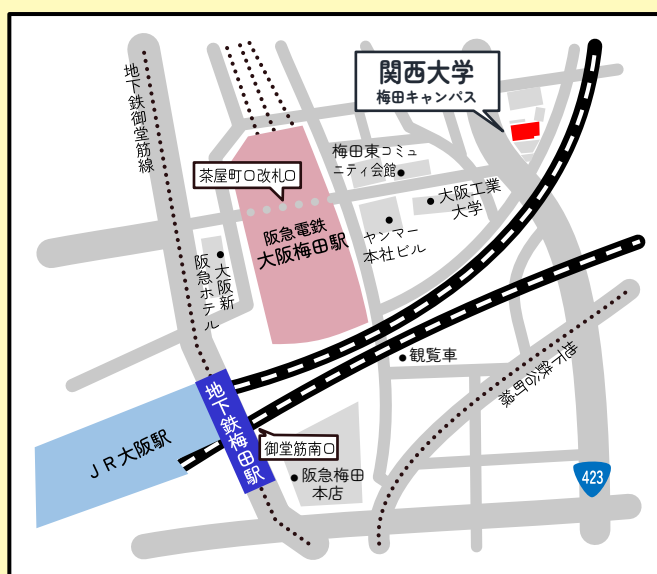 関西大学
梅田キャンパス
地下鉄御堂筋線
梅田東コミュ
ニティ会館
茶屋町口改札口
大阪工業
大学
阪急電鉄
大阪梅田駅
ヤンマー
本社ビル
大阪新
阪急ホテル
観覧車
地下鉄谷町線
地下鉄梅田駅
JR大阪駅
御堂筋南口
阪急梅田
本店
423